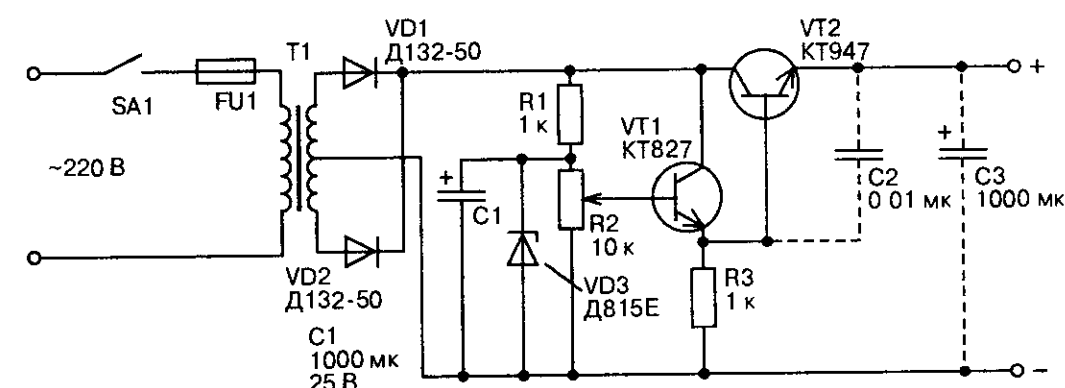 SA1
FU1
~220 В
T1
VD1
Д132-50
VD2
Д132-50
C1
1000 мк
25 В
+
C1
R1
1 к
R2
10 к
VD3
Д815Е
VT1
КТ827
R3
1 к
VT2
КТ947
C2
0 01 мк
+
C3
1000 мк
+
−